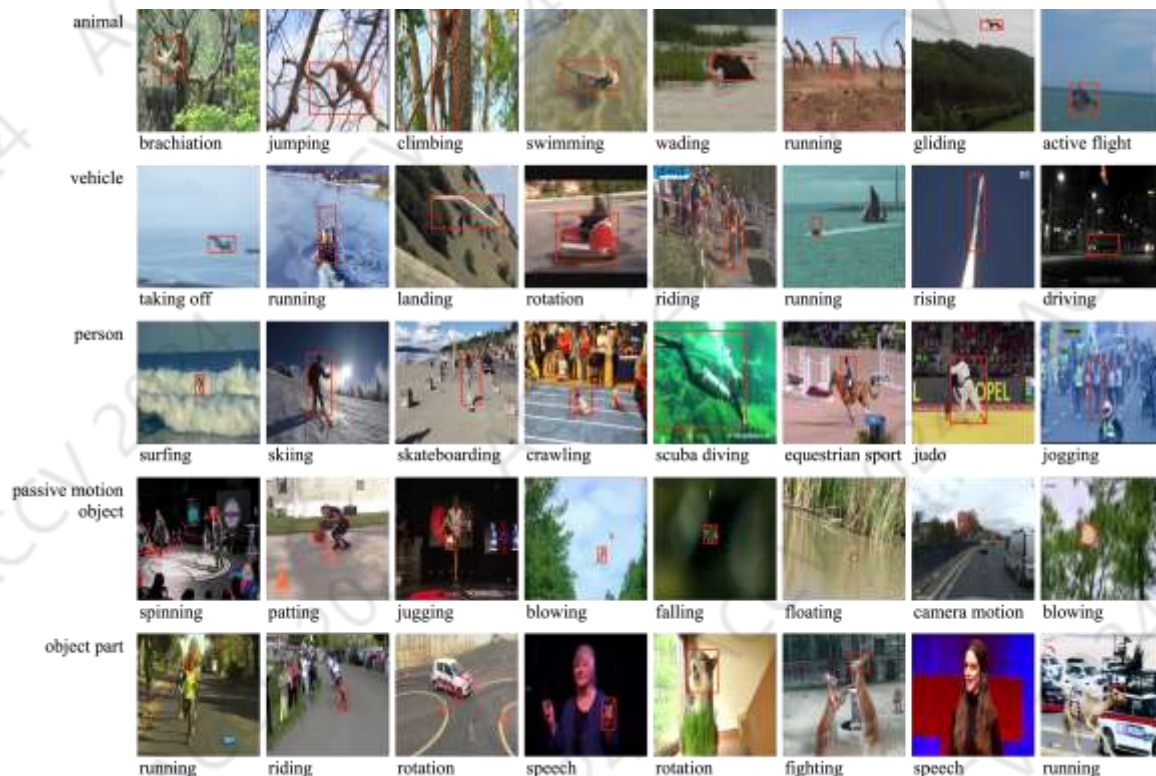 animal
brachiation jumping climbing swimming wading running gliding active flight
vehicle
taking off running landing rotation riding running rising driving
person
OPEL
surfing skiing skateboarding crawling scuba diving equestrian sport judo jogging
passive motion
object
spinning patting jugging blowing falling floating camera motion blowing
object part
running riding rotation speech rotation fighting speech running